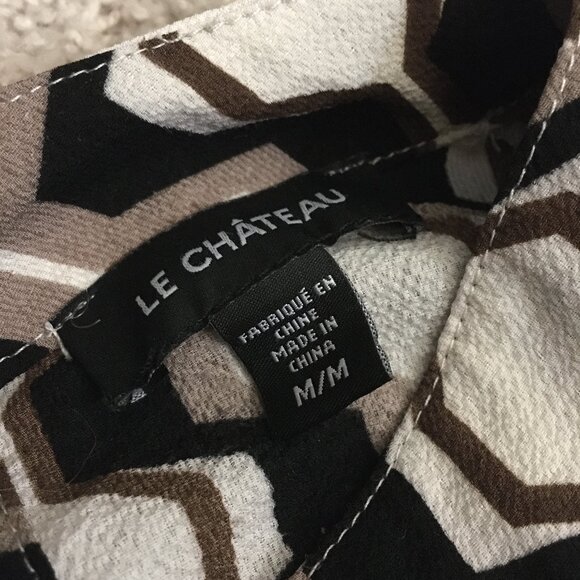 LE CHÂTEAU
FABRIQUÉ EN
CHINE
MADE IN
CHINA
M/M